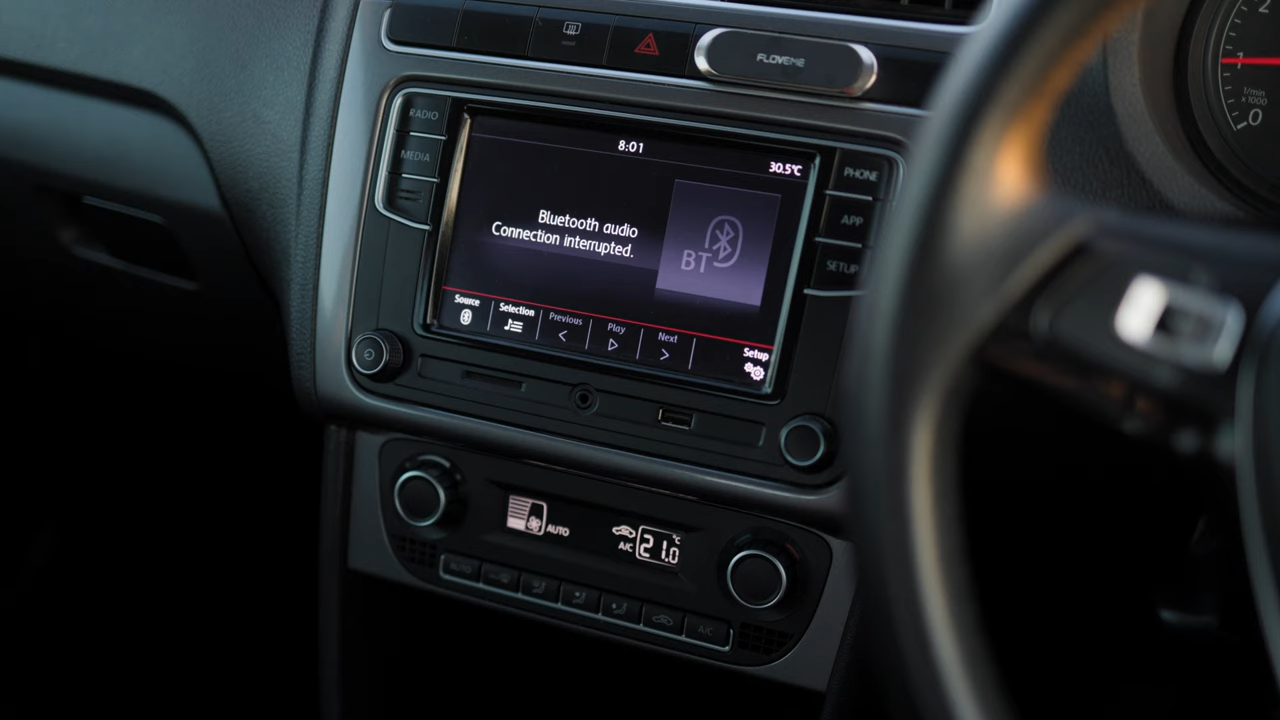 FLOVEME
2
1
1/min
x1000
0
RADIO
MEDIA
8:01
30.5°C
Bluetooth audio
Connection interrupted.
BT
PHONE
APP
SETUP
Source
Selection
Previous
Play
Next
Setup
AUTO
A/C
21.0
°C
AUTO
A/C